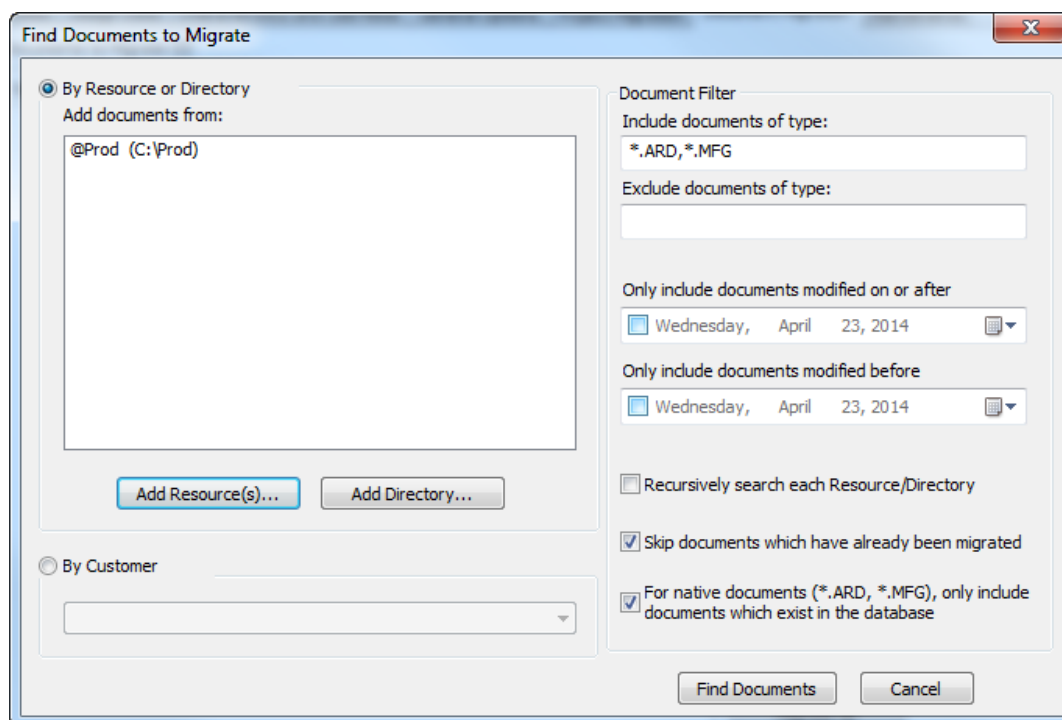 Find Documents to Migrate
By Resource or Directory
Add documents from:
@Prod (C:\Prod)
Add Resource(s)...
Add Directory...
By Customer
Document Filter
Include documents of type:
*.ARD,*.MFG
Exclude documents of type:
Only include documents modified on or after
Wednesday, April 23, 2014
Only include documents modified before
Wednesday, April 23, 2014
Recursively search each Resource/Directory
Skip documents which have already been migrated
For native documents (*.ARD, *.MFG), only include
documents which exist in the database
Find Documents
Cancel